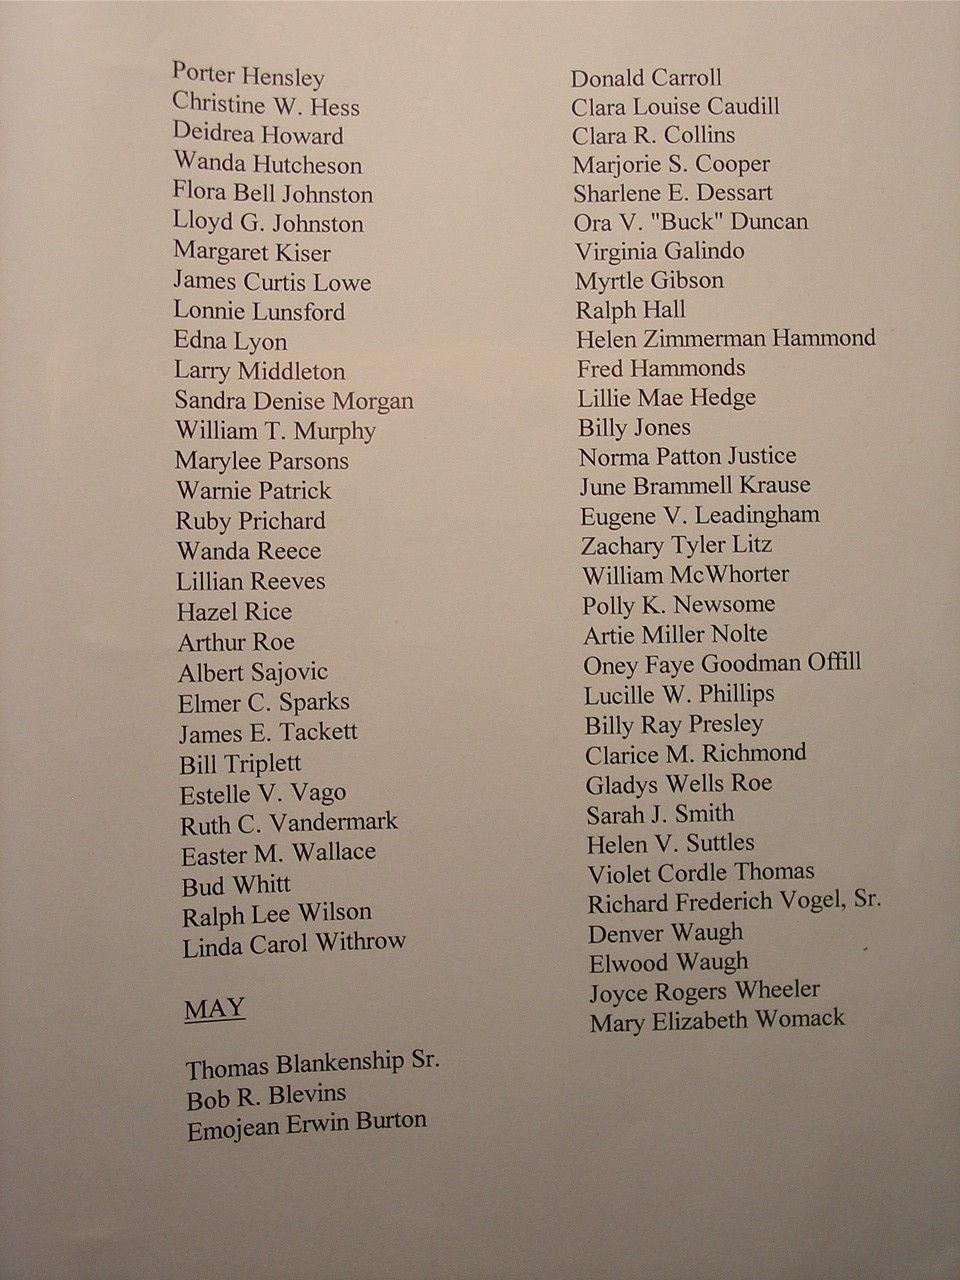 Porter Hensley
Christine W. Hess
Deidrea Howard
Wanda Hutcheson
Flora Bell Johnston
Lloyd G. Johnston
Margaret Kiser
James Curtis Lowe
Lonnie Lunsford
Edna Lyon
Larry Middleton
Sandra Denise Morgan
William T. Murphy
Marylee Parsons
Warnie Patrick
Ruby Prichard
Wanda Reece
Lillian Reeves
Hazel Rice
Arthur Roe
Albert Sajovic
Elmer C. Sparks
James E. Tackett
Bill Triplett
Estelle V. Vago
Ruth C. Vandermark
Easter M. Wallace
Bud Whitt
Ralph Lee Wilson
Linda Carol Withrow
MAY
Thomas Blankenship Sr.
Bob R. Blevins
Emojean Erwin Burton
Donald Carroll
Clara Louise Caudill
Clara R. Collins
Marjorie S. Cooper
Sharlene E. Dessart
Ora V. "Buck" Duncan
Virginia Galindo
Myrtle Gibson
Ralph Hall
Helen Zimmerman Hammond
Fred Hammonds
Lillie Mae Hedge
Billy Jones
Norma Patton Justice
June Brammell Krause
Eugene V. Leadingham
Zachary Tyler Litz
William McWhorter
Polly K. Newsome
Artie Miller Nolte
Oney Faye Goodman Offill
Lucille W. Phillips
Billy Ray Presley
Clarice M. Richmond
Gladys Wells Roe
Sarah J. Smith
Helen V. Suttles
Violet Cordle Thomas
Richard Frederich Vogel, Sr.
Denver Waugh
Elwood Waugh
Joyce Rogers Wheeler
Mary Elizabeth Womack